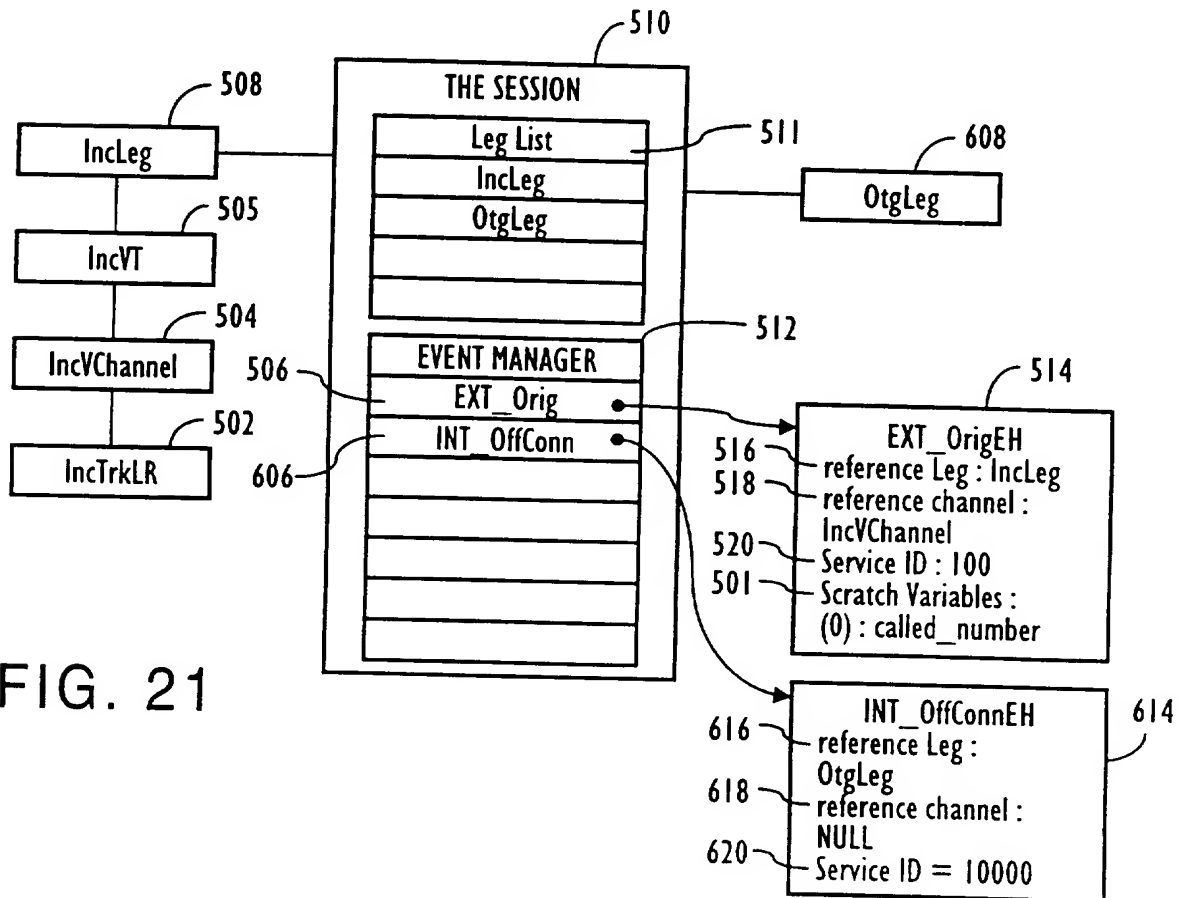 510
THE SESSION
508
IncLeg
Leg List
511
IncLeg
608
OtgLeg
OtgLeg
505
IncVT
504
IncVChannel
512
EVENT MANAGER
506
EXT_Orig
514
502
IncTrkLR
606
INT_OffConn
EXT_OrigEH
516
reference Leg : IncLeg
518
reference channel :
IncVChannel
520
Service ID : 100
501
Scratch Variables :
(0) : called_number
FIG. 21
INT_OffConnEH
614
616
reference Leg :
OtgLeg
618
reference channel :
NULL
620
Service ID = 10000